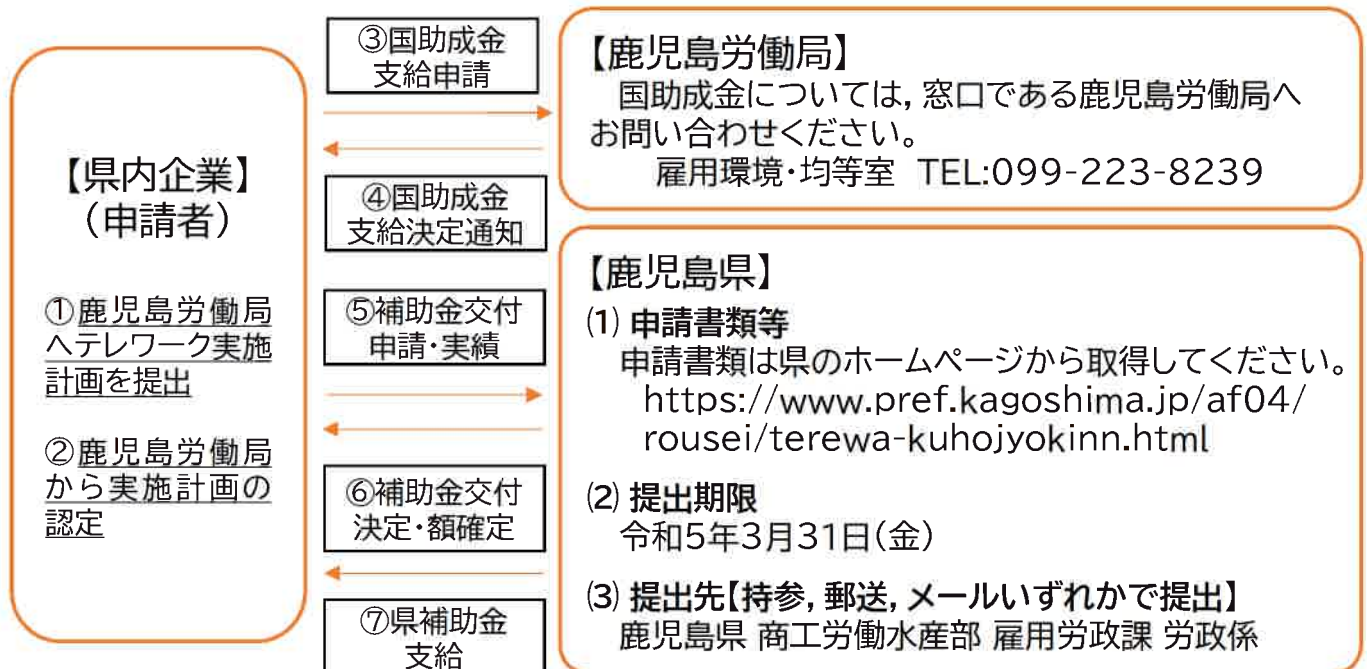 【県内企業】
（申請者）
①鹿児島労働局
へテレワーク実施
計画を提出
②鹿児島労働局
から実施計画の
認定
③国助成金
支給申請
④国助成金
支給決定通知
⑤補助金交付
申請・実績
⑥補助金交付
決定・額確定
⑦県補助金
支給
【鹿児島労働局】
国助成金については，窓口である鹿児島労働局へ
お問い合わせください。
雇用環境・均等室 TEL:099-223-8239
【鹿児島県】
⑴ 申請書類等
申請書類は県のホームページから取得してください。
https://www.pref.kagoshima.jp/af04/
rousei/terewa-kuhojyokinn.html
⑵ 提出期限
令和5年3月31日（金）
⑶ 提出先【持参，郵送，メールいずれかで提出】
鹿児島県 商工労働水産部 雇用労政課 労政係